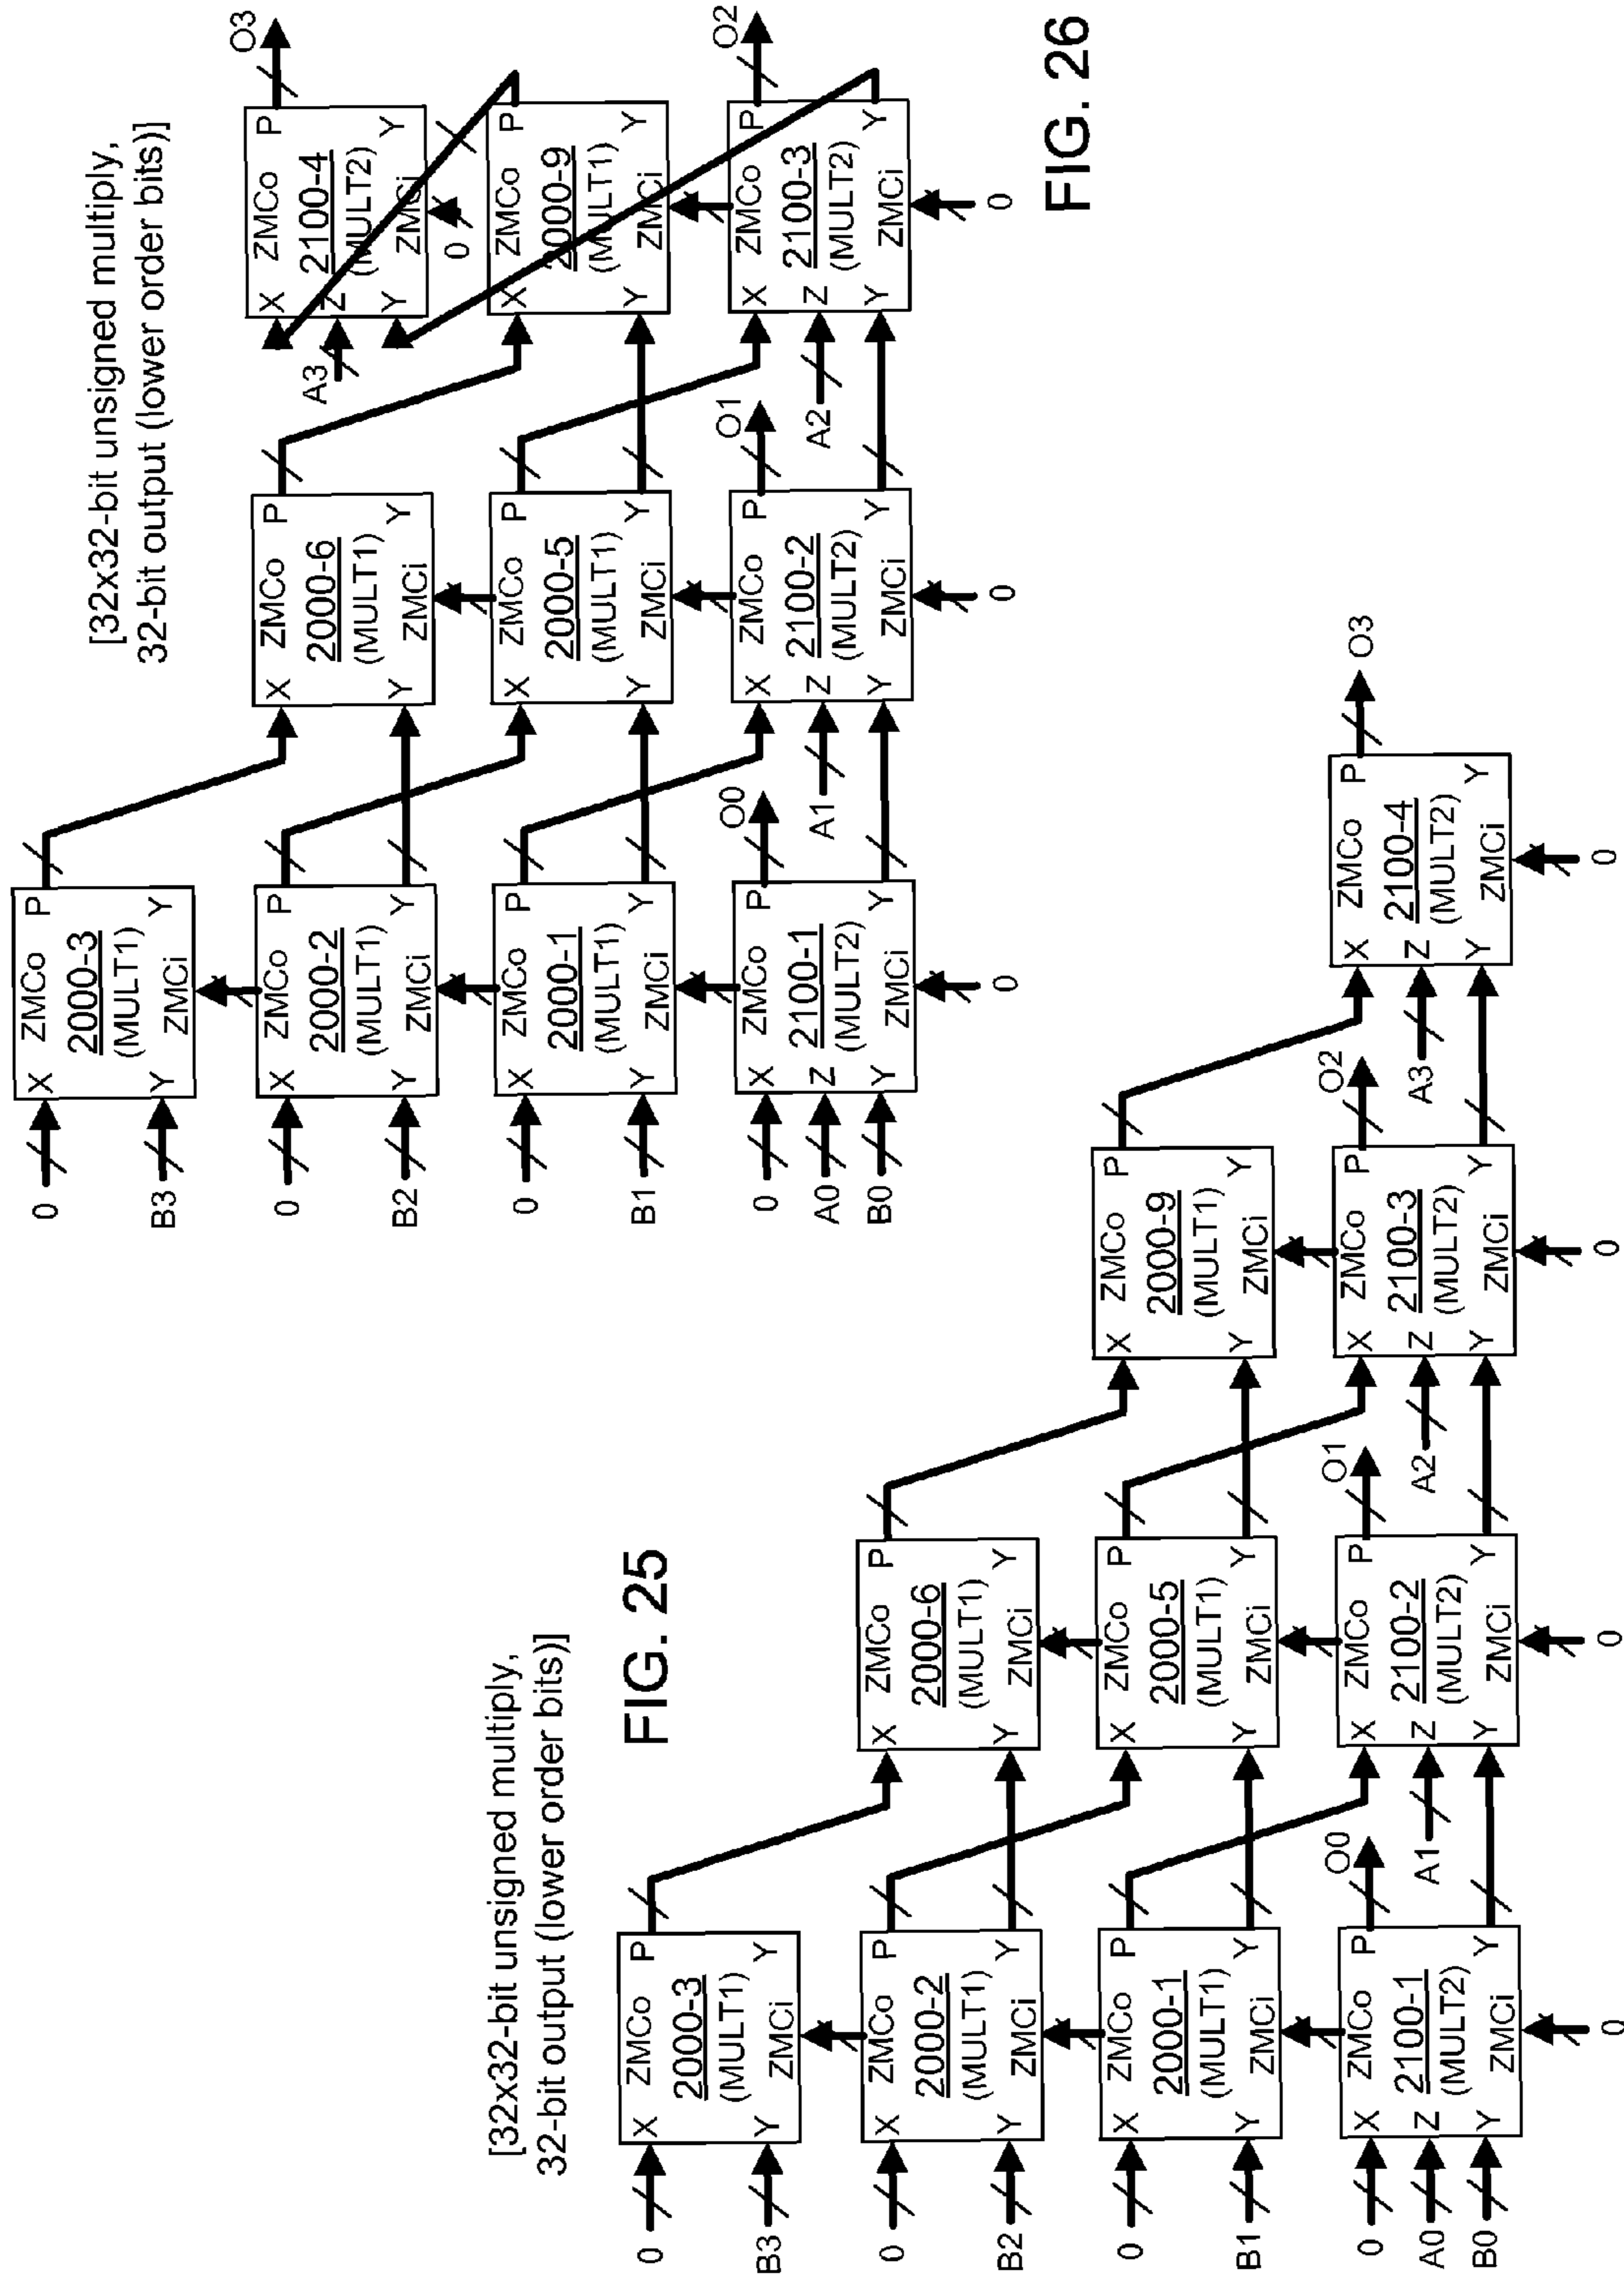 [32x32-bit unsigned multiply,
32-bit output (lower order bits)]
FIG. 25
0
X
ZMCo
P
2000-3
(MULT1)
B3
Y
ZMCi
Y
0
X
ZMCo
P
2000-2
(MULT1)
B2
Y
ZMCi
Y
X
ZMCo
P
2000-6
(MULT1)
Y
ZMCi
Y
0
X
ZMCo
P
2000-1
(MULT1)
B1
Y
ZMCi
Y
X
ZMCo
P
2000-5
(MULT1)
Y
ZMCi
Y
X
ZMCo
P
2000-9
(MULT1)
Y
ZMCi
Y
0
X
ZMCo
P
O0
A0
Z
2100-1
(MULT2)
B0
Y
ZMCi
Y
0
X
ZMCo
P
O1
A1
Z
2100-2
(MULT2)
Y
ZMCi
Y
0
X
ZMCo
P
O2
A2
Z
2100-3
(MULT2)
Y
ZMCi
Y
0
X
ZMCo
P
O3
A3
Z
2100-4
(MULT2)
Y
ZMCi
Y
0
[32x32-bit unsigned multiply,
32-bit output (lower order bits)]
0
X
ZMCo
P
2000-3
(MULT1)
B3
Y
ZMCi
Y
0
X
ZMCo
P
2000-2
(MULT1)
B2
Y
ZMCi
Y
X
ZMCo
P
2000-6
(MULT1)
Y
ZMCi
Y
X
ZMCo
P
O3
A3
Z
2100-4
(MULT2)
Y
ZMCi
Y
0
0
X
ZMCo
P
2000-1
(MULT1)
B1
Y
ZMCi
Y
X
ZMCo
P
2000-5
(MULT1)
Y
ZMCi
Y
X
ZMCo
P
2000-9
(MULT1)
Y
ZMCi
Y
0
X
ZMCo
P
O0
A0
Z
2100-1
(MULT2)
B0
Y
ZMCi
Y
0
X
ZMCo
P
O1
A1
Z
2100-2
(MULT2)
Y
ZMCi
Y
0
X
ZMCo
P
O2
A2
Z
2100-3
(MULT2)
Y
ZMCi
Y
0
FIG. 26